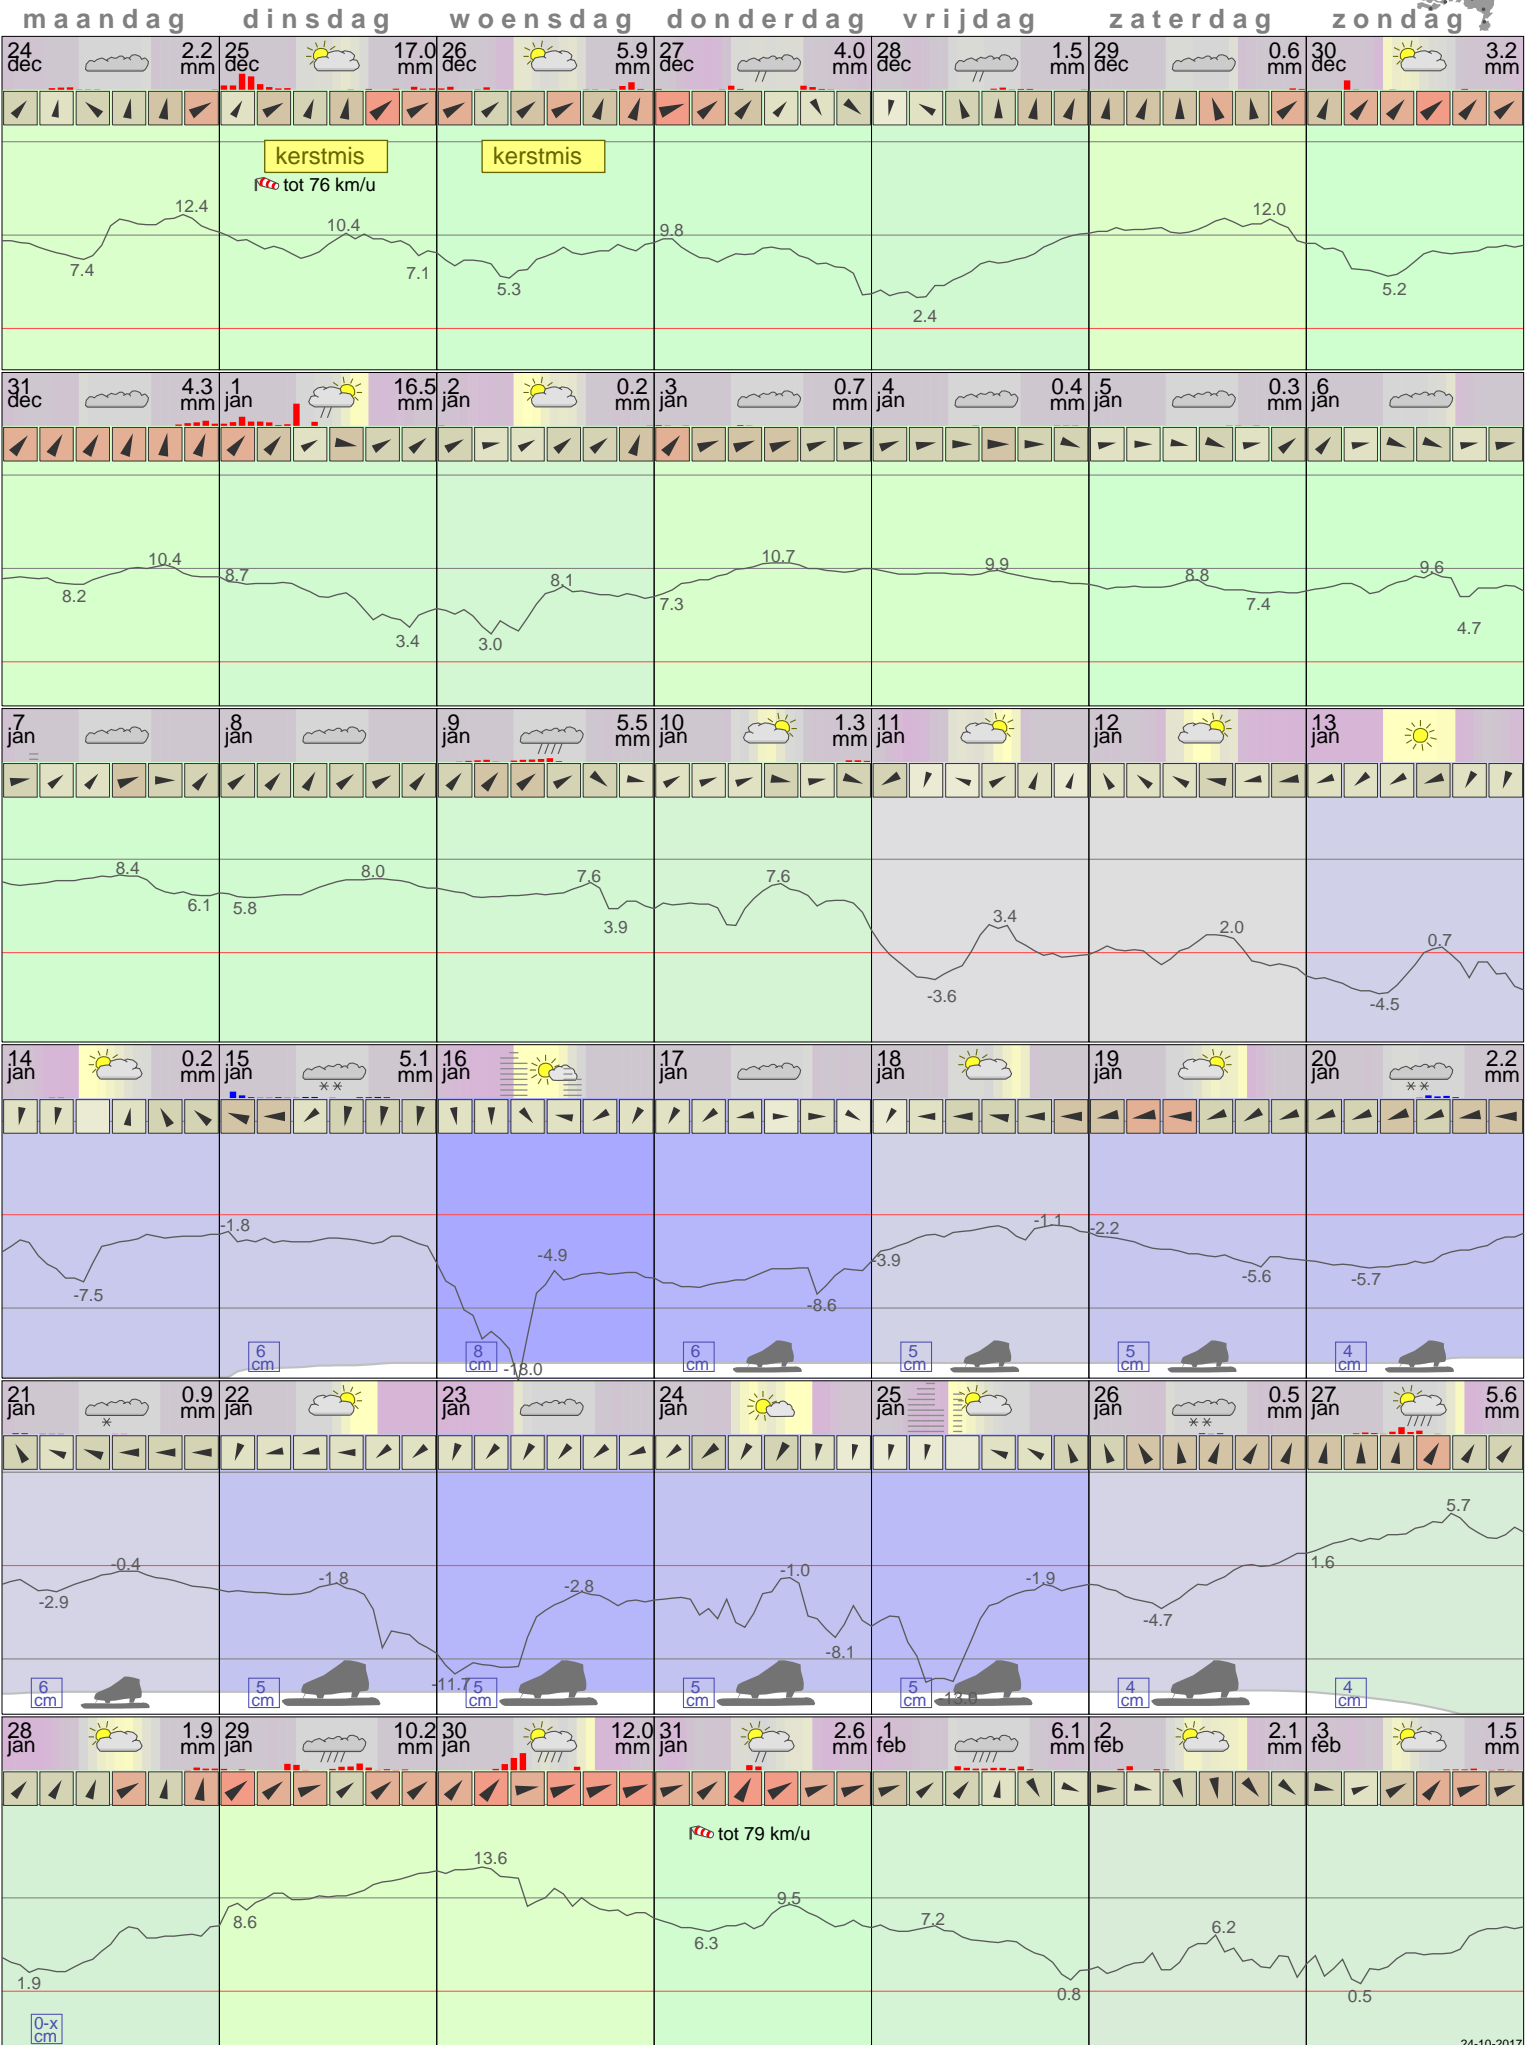 maandag dinsdag woensdag donderdag vrijdag zaterdag zondag
24 dec 2.2 mm 25 dec 17.0 mm 26 dec 5.9 mm 27 dec 4.0 mm 28 dec 1.5 mm 29 dec 0.6 mm 30 dec 3.2 mm
kerstmis kerstmis
tot 76 km/u
12.4 10.4 9.8 12.0
7.4 7.1 5.3 2.4 5.2
31 dec 4.3 mm 1 jan 16.5 mm 2 jan 0.2 mm 3 jan 0.7 mm 4 jan 0.4 mm 5 jan 0.3 mm 6 jan
10.4 8.7 8.1 10.7 9.9 8.8 9.6
8.2 3.4 3.0 7.3 7.4 4.7
7 jan 8 jan 9 jan 5.5 mm 10 jan 1.3 mm 11 jan 12 jan 13 jan
8.4 8.0 7.6 7.6 3.4 2.0 0.7
6.1 5.8 3.9 -3.6 -4.5
14 jan 0.2 mm 15 jan 5.1 mm 16 jan 17 jan 18 jan 19 jan 20 jan 2.2 mm
-1.8 -4.9 -1.1 -2.2
-7.5 -18.0 -8.6 -3.9 -5.6 -5.7
6 cm 8 cm 6 cm 5 cm 5 cm 4 cm
21 jan 0.9 mm 22 jan 23 jan 24 jan 25 jan 26 jan 0.5 mm 27 jan 5.6 mm
-0.4 -1.8 -2.8 -1.0 -1.9 5.7
-2.9 -11.7 -8.1 -13.0 -4.7 1.6
6 cm 5 cm 5 cm 5 cm 5 cm 4 cm 4 cm
28 jan 1.9 mm 29 jan 10.2 mm 30 jan 12.0 mm 31 jan 2.6 mm 1 feb 6.1 mm 2 feb 2.1 mm 3 feb 1.5 mm
tot 79 km/u
13.6 9.5 7.2 6.2
1.9 8.6 6.3 0.8 0.5
0-x cm
24-10-2017